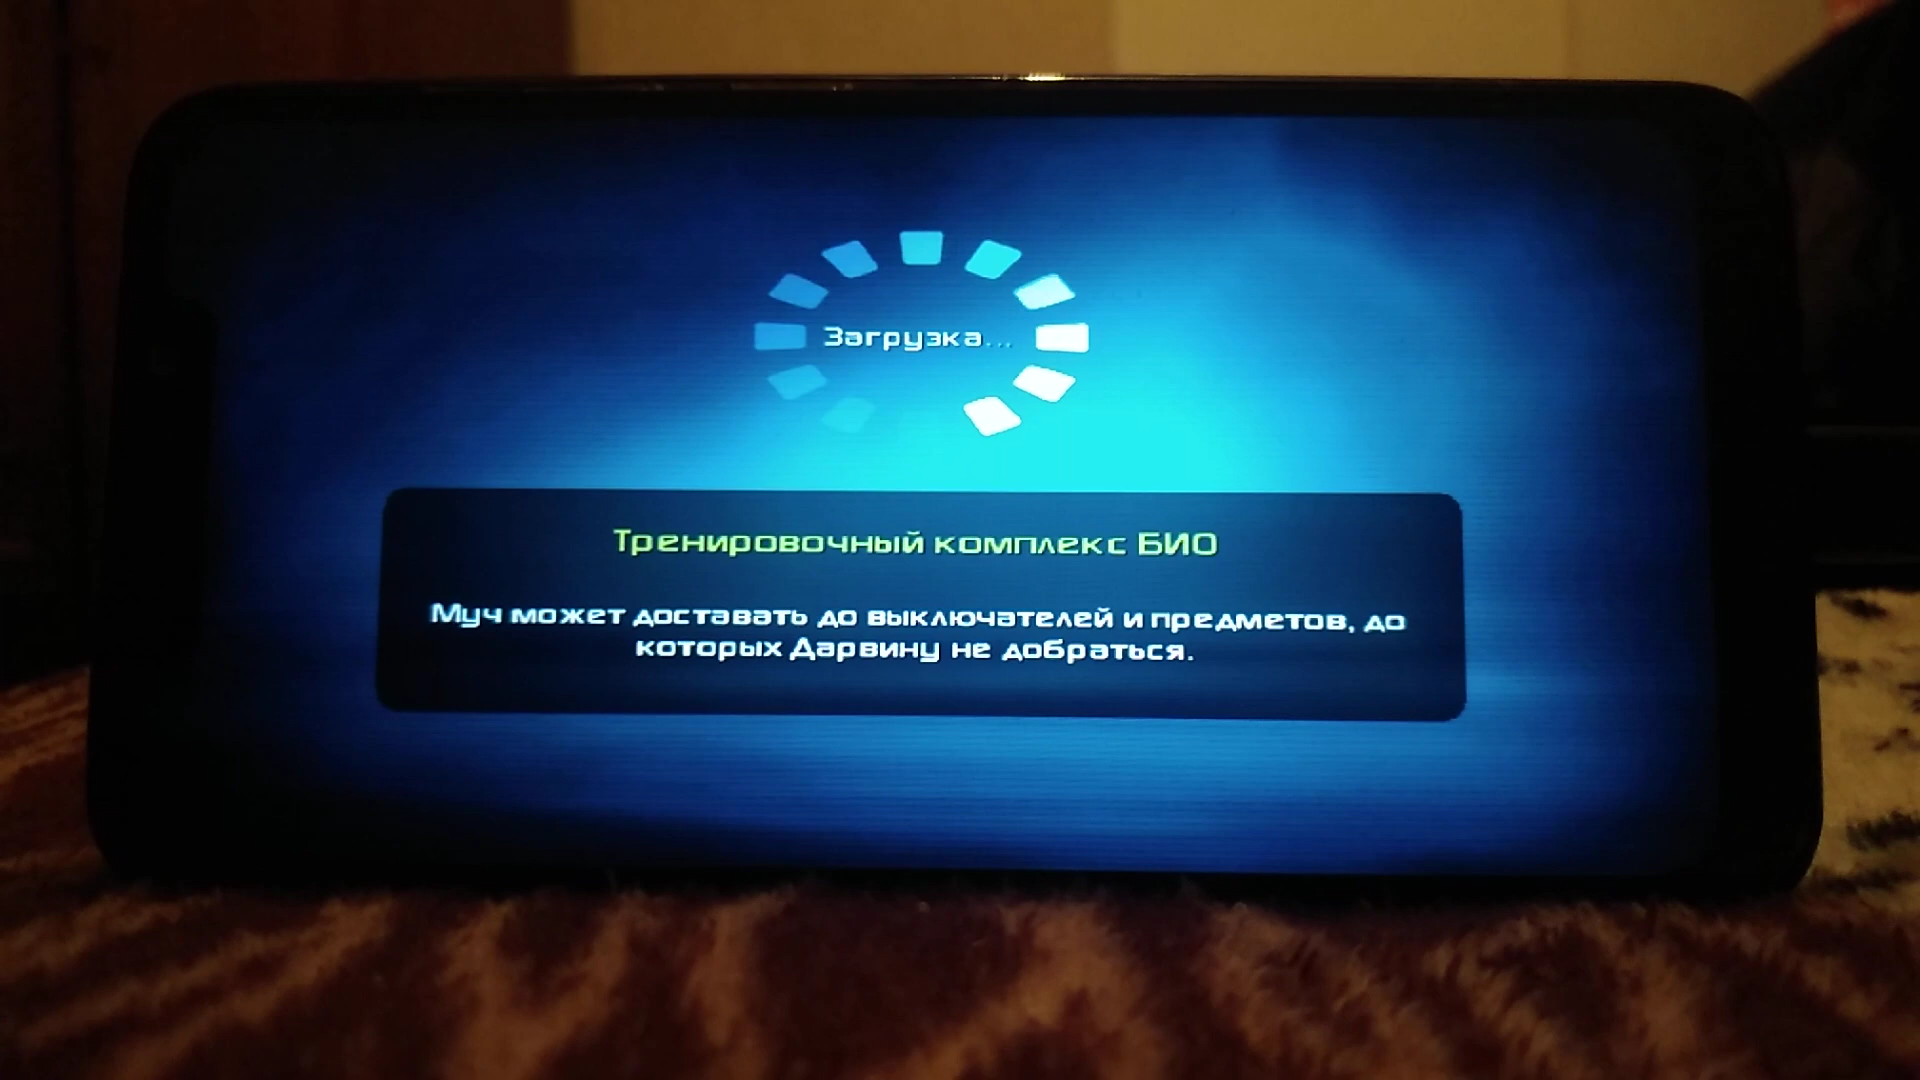 Загрузка...
Тренировочный комплекс БИО
Муч может доставать до выключателей и предметов, до
которых Дарвину не добраться.